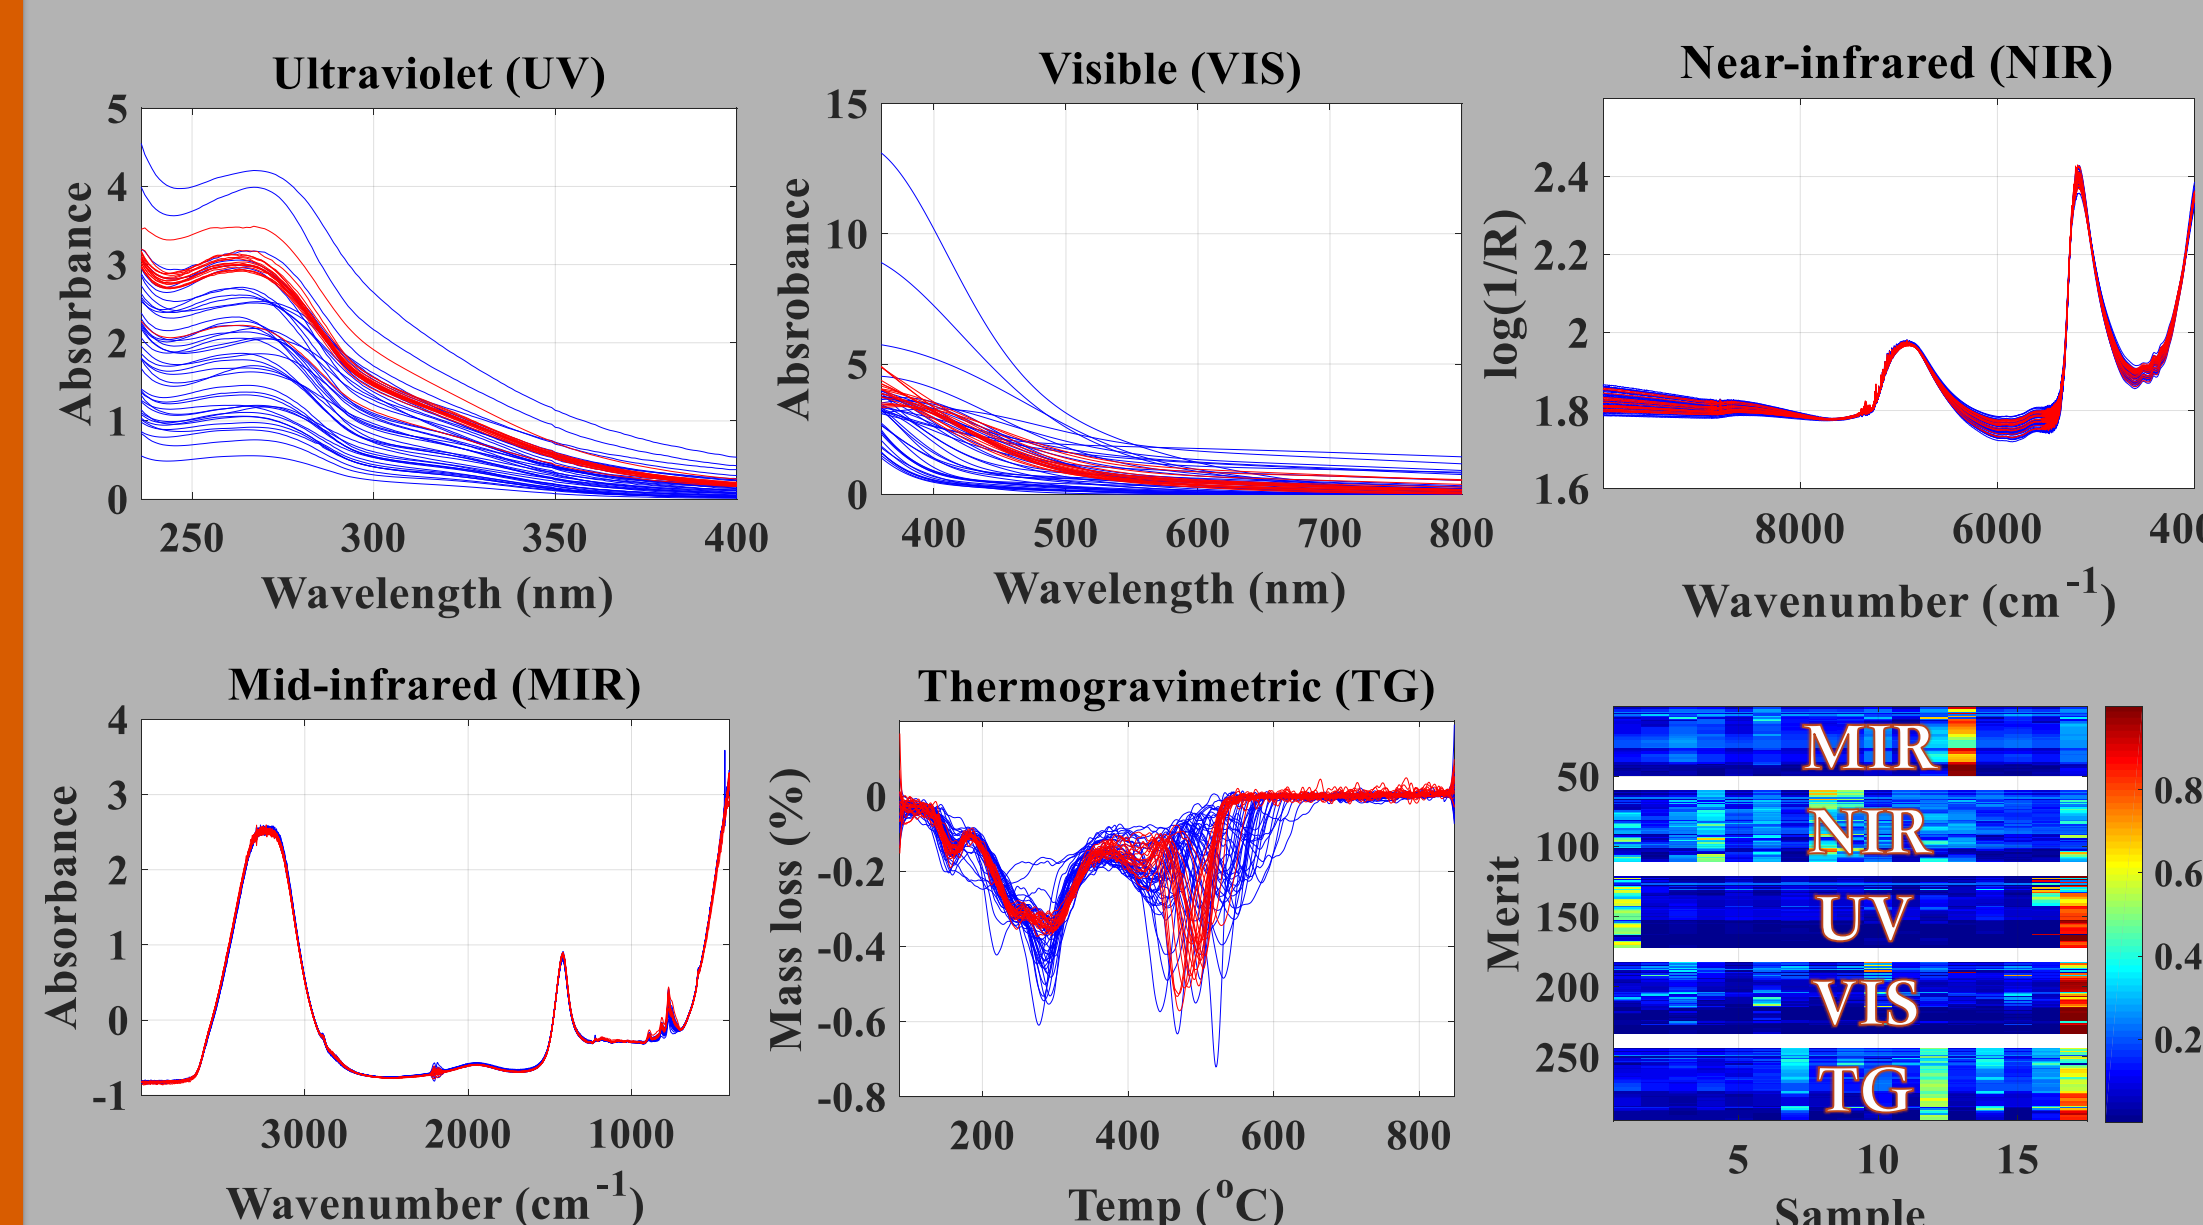 Ultraviolet (UV)
5
4
3
2
1
0
Absorbance
250 300 350 400
Wavelength (nm)
Visible (VIS)
15
10
5
0
Absrobance
400 500 600 700 800
Wavelength (nm)
Near-infrared (NIR)
2.4
2.2
2
1.8
1.6
log(1/R)
8000 6000 400
Wavenumber (cm-1)
Mid-infrared (MIR)
4
3
2
1
0
-1
Absorbance
3000 2000 1000
Wavenumber (cm-1)
Thermogravimetric (TG)
0
-0.2
-0.4
-0.6
-0.8
Mass loss (%)
200 400 600 800
Temp (oC)
MIR
NIR
UV
VIS
TG
50
100
150
200
250
Merit
5 10 15
Sample
0.8
0.6
0.4
0.2